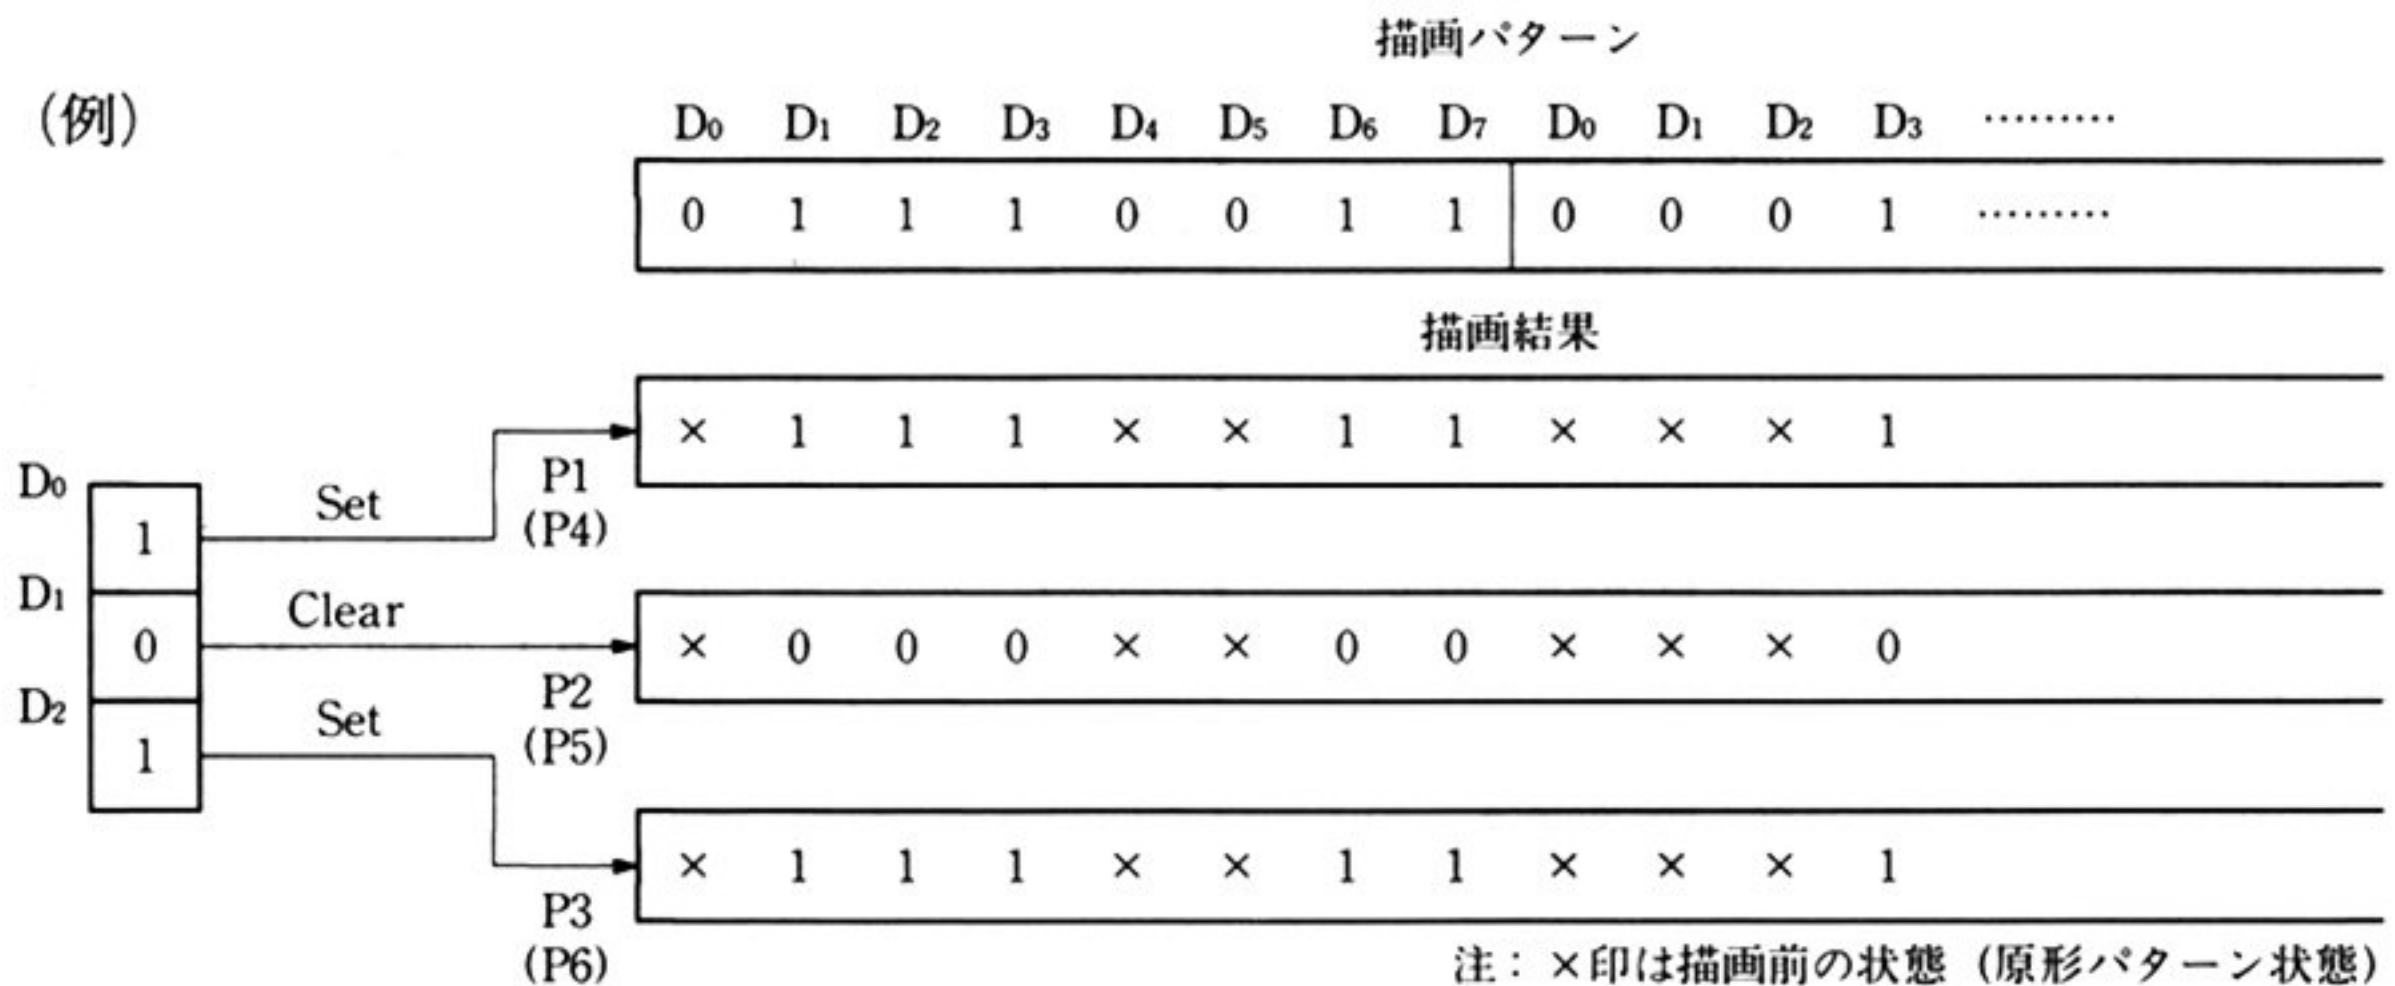 描画パターン
(例)
D0 D1 D2 D3 D4 D5 D6 D7 D0 D1 D2 D3 ………
0 1 1 1 0 0 1 1 0 0 0 1 ………
描画結果
× 1 1 1 × × 1 1 × × × 1
D0 1 Set P1
(P4)
D1 0 Clear
× 0 0 0 × × 0 0 × × × 0
P2
(P5)
D2 1 Set
× 1 1 1 × × 1 1 × × × 1
P3
(P6)
注：×印は描画前の状態（原形パターン状態）